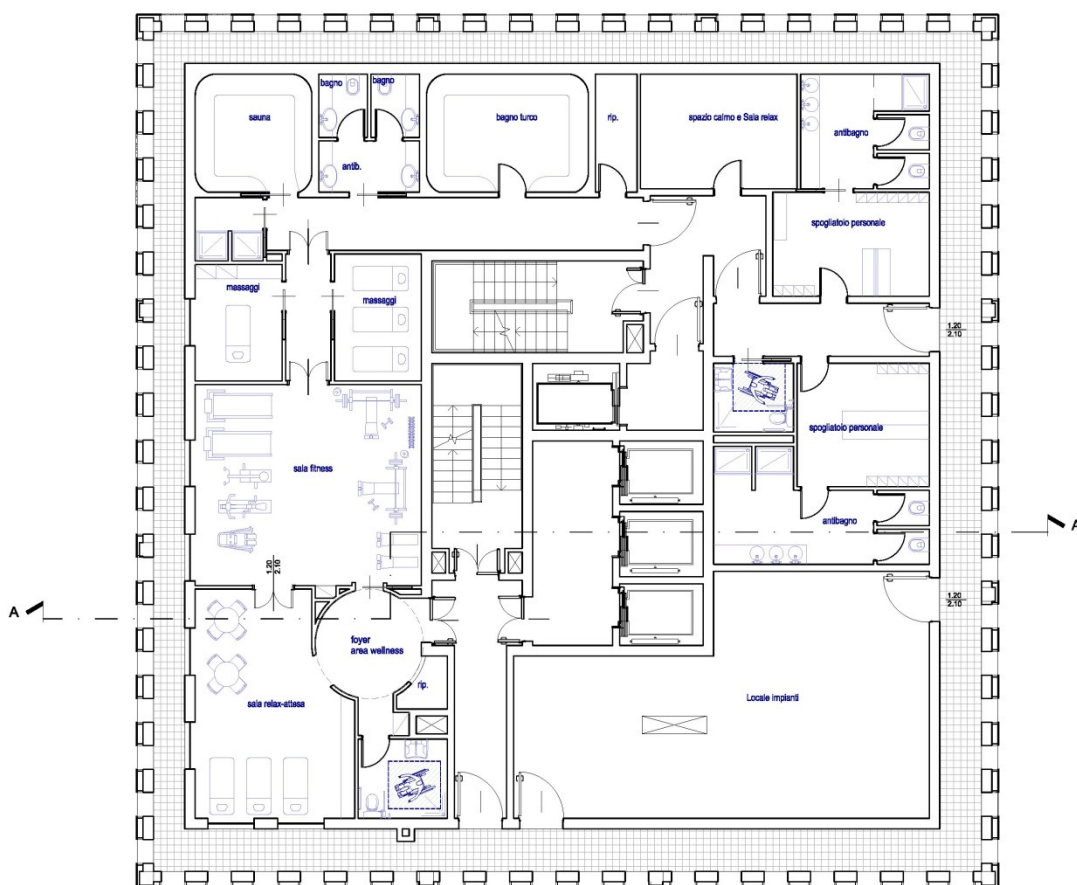 bagno
bagno
sauna
bagno turco
rip.
spazio calmo e Sala relax
antibagno
antib.
spogliatoio personale
massaggi
massaggi
1.20
2.10
spogliatoio personale
sala fitness
antibagno
A
1.20
2.10
1.20
2.10
A
foyer
area wellness
rip.
sala relax-attesa
Locale impianti